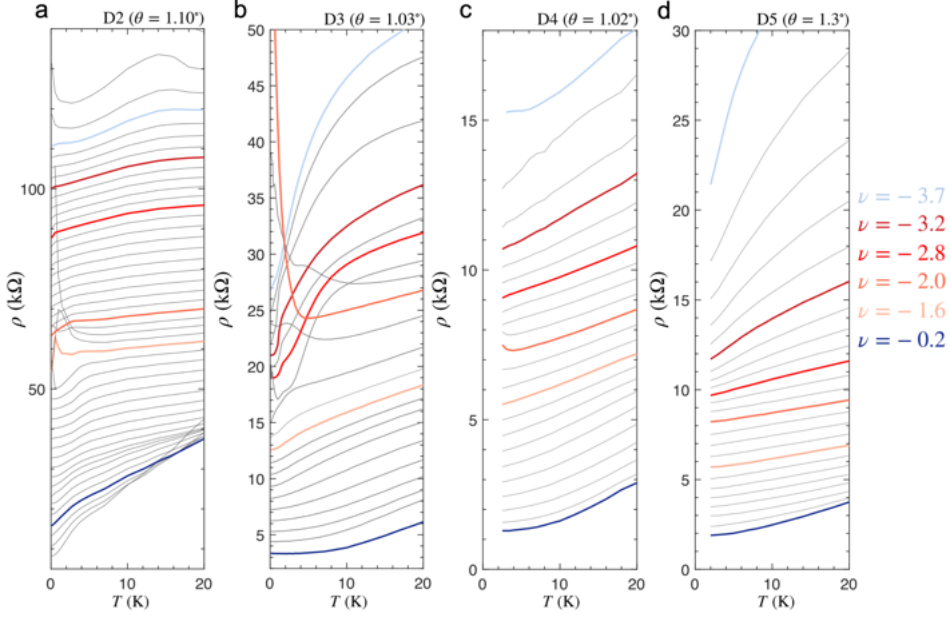 a
D2 (θ = 1.10°)
100
50
ρ (kΩ)
0
10
20
T (K)
b
D3 (θ = 1.03°)
50
45
40
35
30
25
20
15
10
5
ρ (kΩ)
0
10
20
T (K)
c
D4 (θ = 1.02°)
15
10
5
0
ρ (kΩ)
0
10
20
T (K)
d
D5 (θ = 1.3°)
30
25
20
15
10
5
0
ρ (kΩ)
0
10
20
T (K)
ν = − 3.7
ν = − 3.2
ν = − 2.8
ν = − 2.0
ν = − 1.6
ν = − 0.2